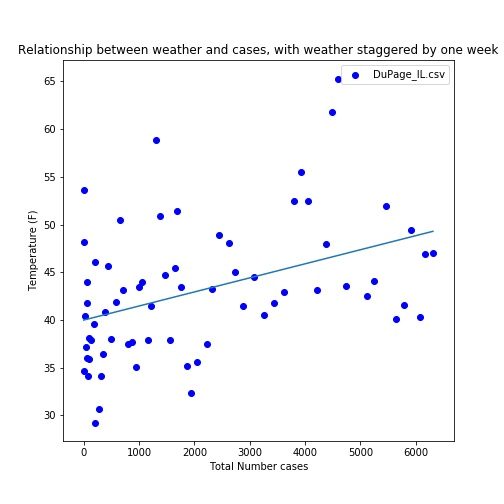 Relationship between weather and cases, with weather staggered by one week
DuPage_IL.csv
Temperature (F)
65
60
55
50
45
40
35
30
0 1000 2000 3000 4000 5000 6000
Total Number cases